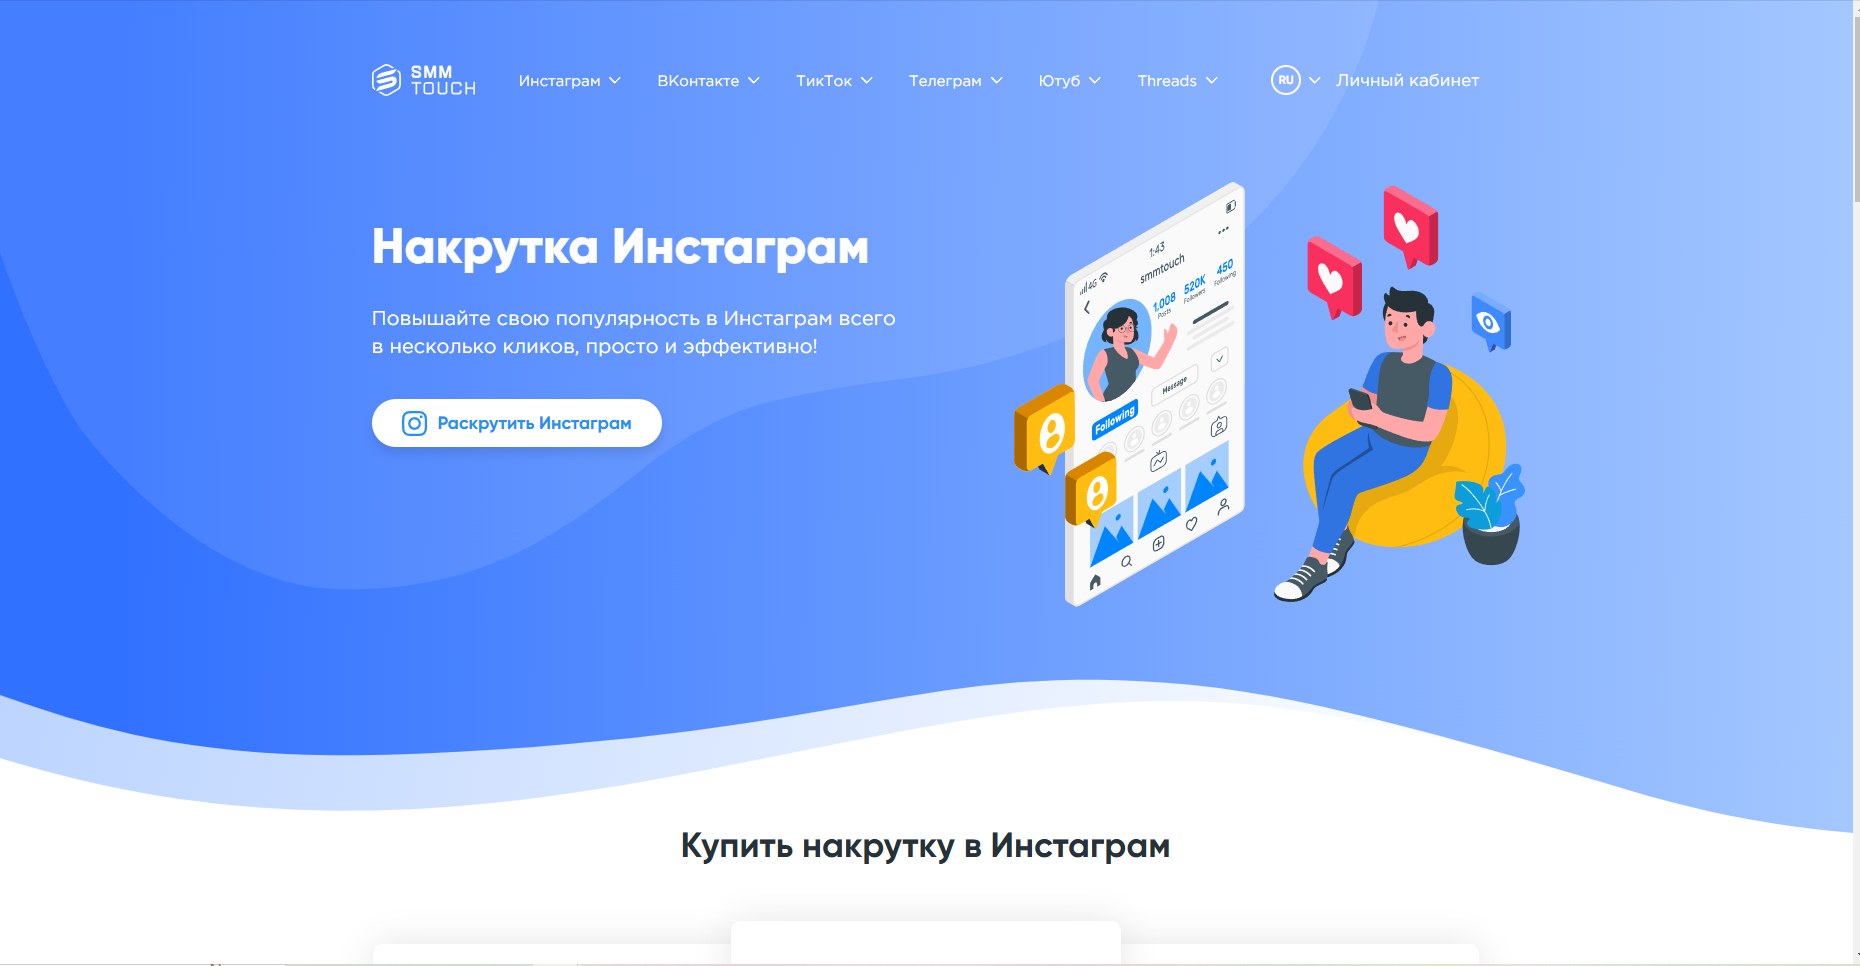 SMM
TOUCH
Инстаграм
ВКонтакте
ТикТок
Телеграм
Ютуб
Threads
RU
Личный кабинет
Накрутка Инстаграм
Повышайте свою популярность в Инстаграм всего
в несколько кликов, просто и эффективно!
Раскрутить Инстаграм
4G
1:43
smmtouch
1.008
Posts
520K
Followers
450
Following
Following
Message
Купить накрутку в Инстаграм